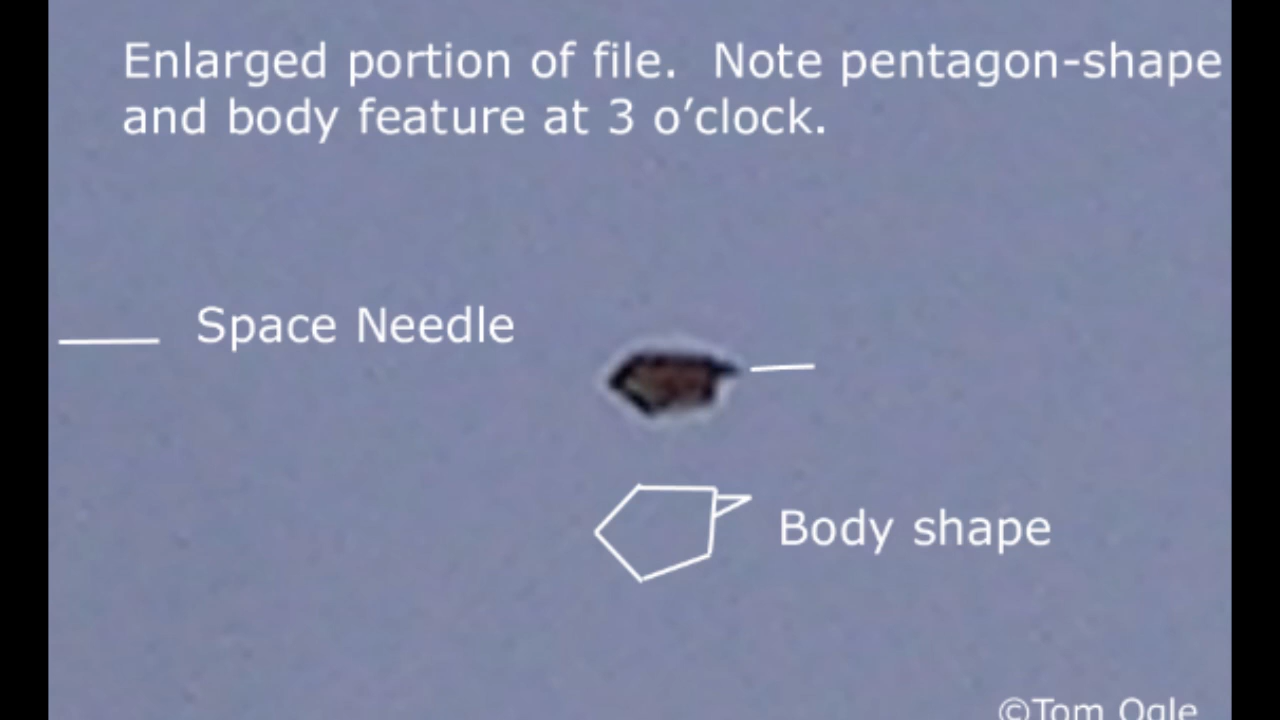 Enlarged portion of file.  Note pentagon-shape
and body feature at 3 o’clock.
Space Needle
Body shape
©Tom Ogle